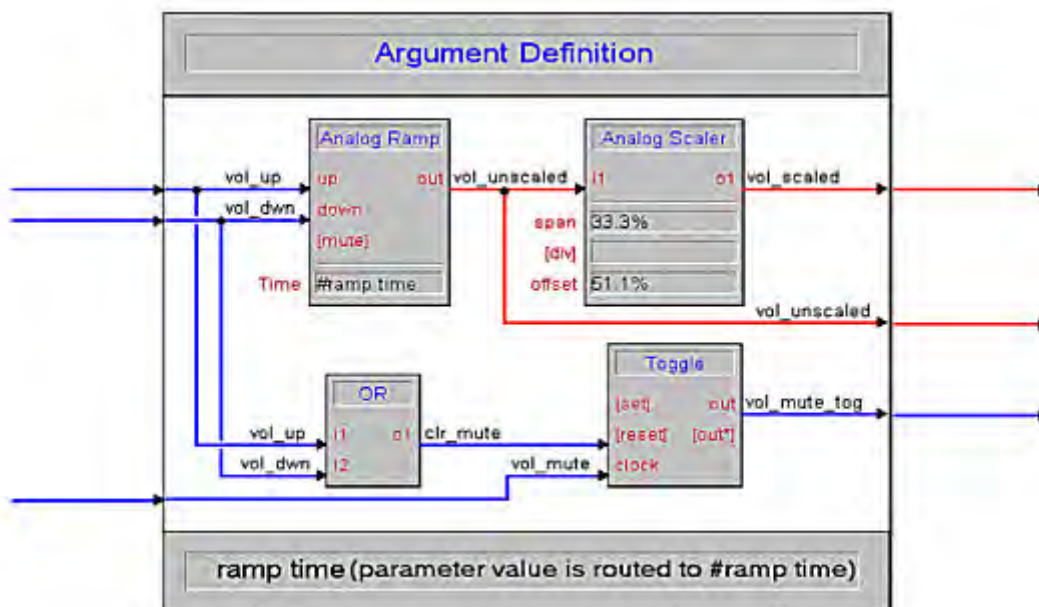 Argument Definition
Analog Ramp
Analog Scaler
vol_up
up
out
vol_unscaled
i1
o1
vol_scaled
vol_dwn
down
[mute]
span
33.3%
[div]
Time
#ramp time
offset
51.1%
vol_unscaled
Toggle
OR
[set]
out
vol_mute_tog
vol_up
i1
o1
clr_mute
[reset]
[out*]
vol_dwn
i2
vol_mute
clock
ramp time (parameter value is routed to #ramp time)